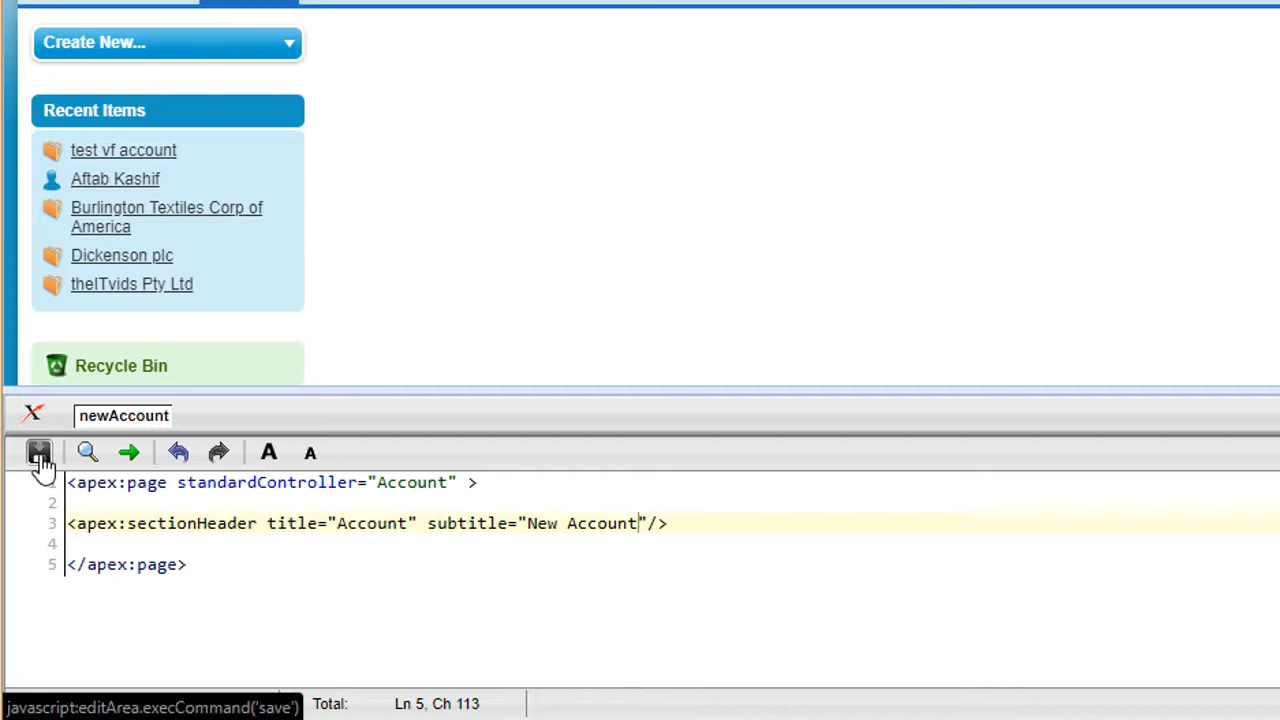 Create New...
Recent Items
test vf account
Aftab Kashif
Burlington Textiles Corp of
America
Dickenson plc
theITvids Pty Ltd
Recycle Bin
newAccount
A A
<apex:page standardController="Account" >
2
3 <apex:sectionHeader title="Account" subtitle="New Account"/>
4
5 </apex:page>
javascript:editArea.execCommand('save') Total: Ln 5, Ch 113